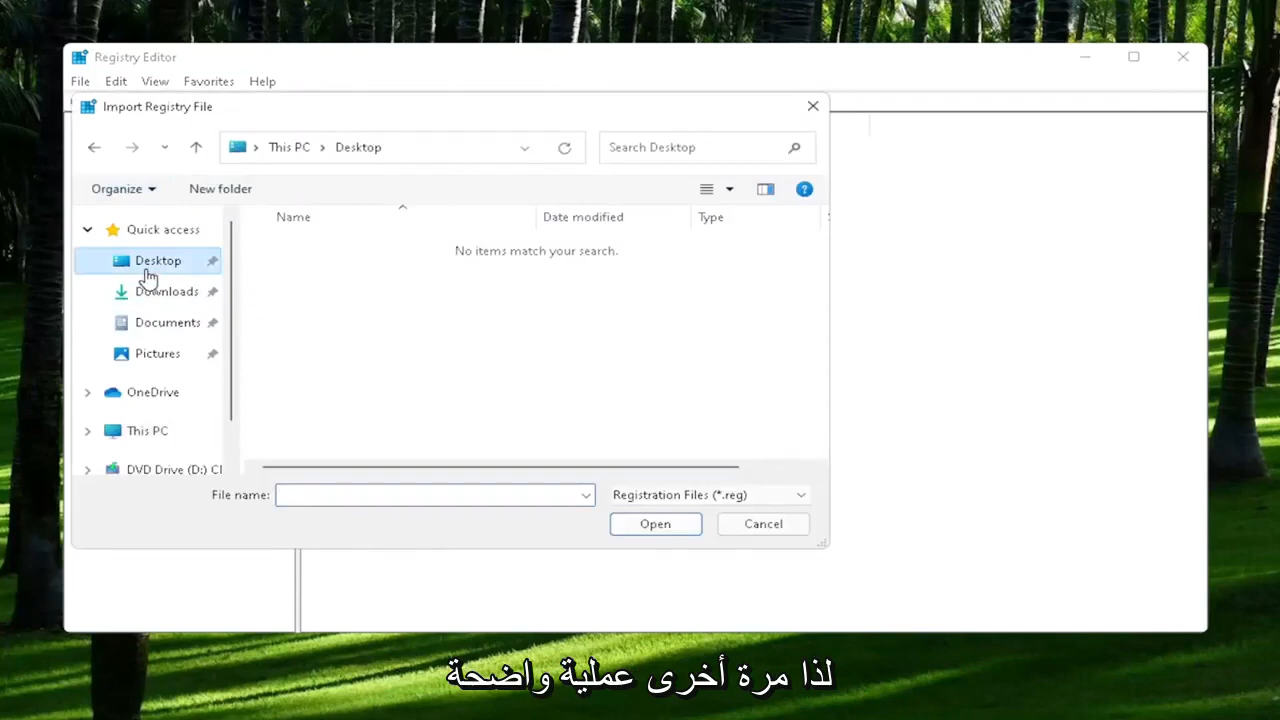 Registry Editor
File Edit View Favorites Help
Import Registry File
This PC Desktop
Search Desktop
Organize New folder
Name Date modified Type
Quick access
No items match your search.
Desktop
Downloads
Documents
Pictures
OneDrive
This PC
DVD Drive (D:) CI
File name: Registration Files (*.reg)
Open Cancel
لذا مرة أخرى عملية واضحة